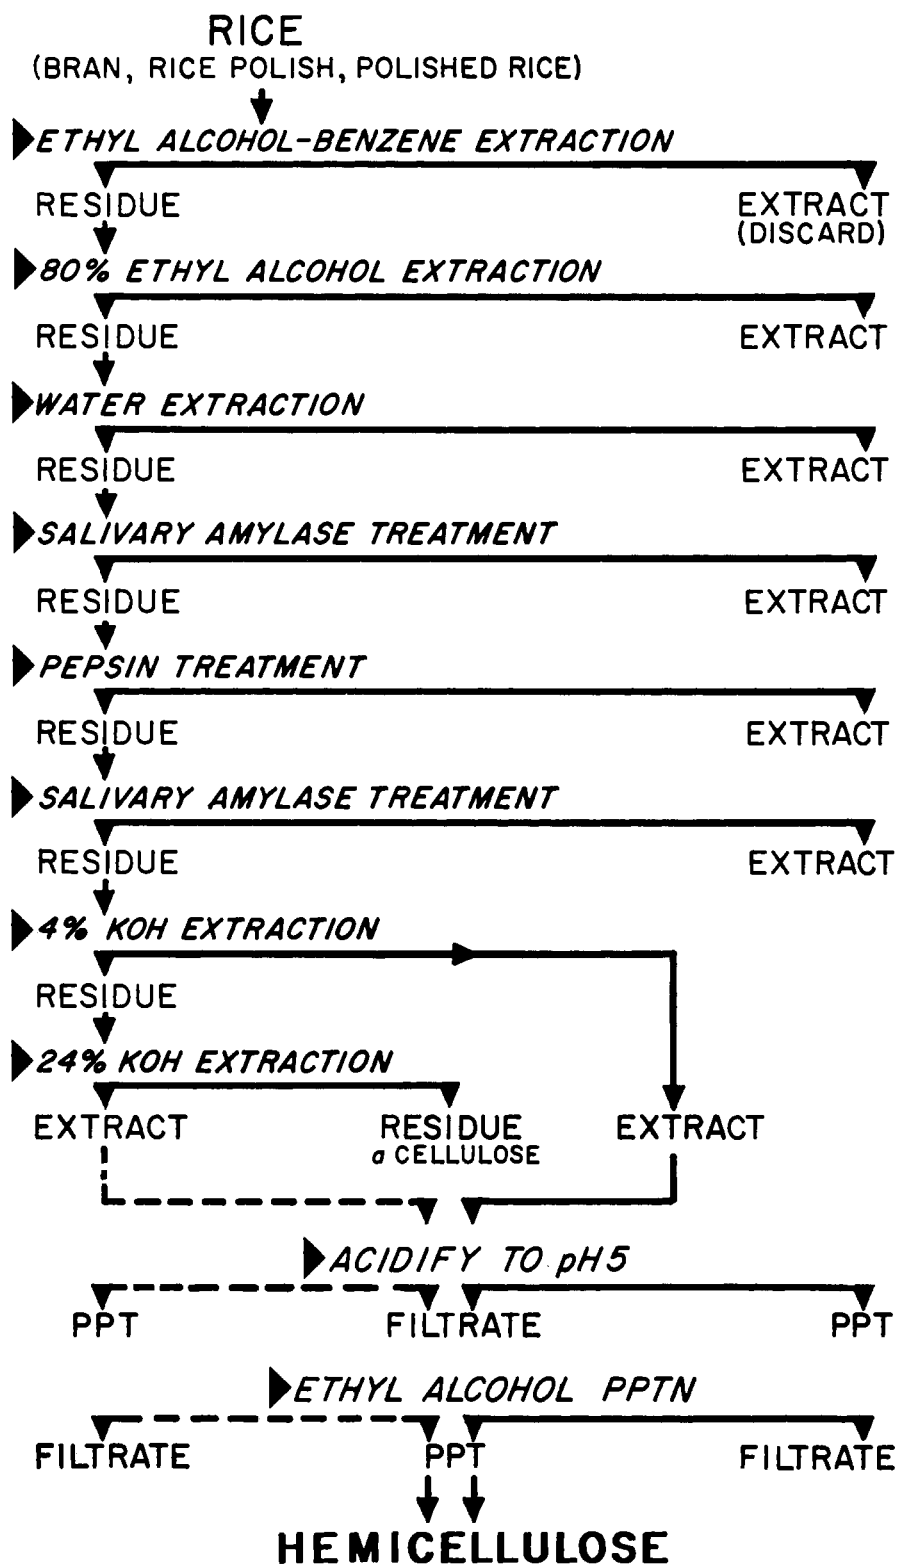 RICE
(BRAN, RICE POLISH, POLISHED RICE)
ETHYL ALCOHOL-BENZENE EXTRACTION
RESIDUE EXTRACT
(DISCARD)
80% ETHYL ALCOHOL EXTRACTION
RESIDUE EXTRACT
WATER EXTRACTION
RESIDUE EXTRACT
SALIVARY AMYLASE TREATMENT
RESIDUE EXTRACT
PEPSIN TREATMENT
RESIDUE EXTRACT
SALIVARY AMYLASE TREATMENT
RESIDUE EXTRACT
4% KOH EXTRACTION
RESIDUE
24% KOH EXTRACTION
EXTRACT RESIDUE EXTRACT
α CELLULOSE
ACIDIFY TO pH5
PPT FILTRATE PPT
ETHYL ALCOHOL PPTN
FILTRATE PPT FILTRATE
HEMICELLULOSE